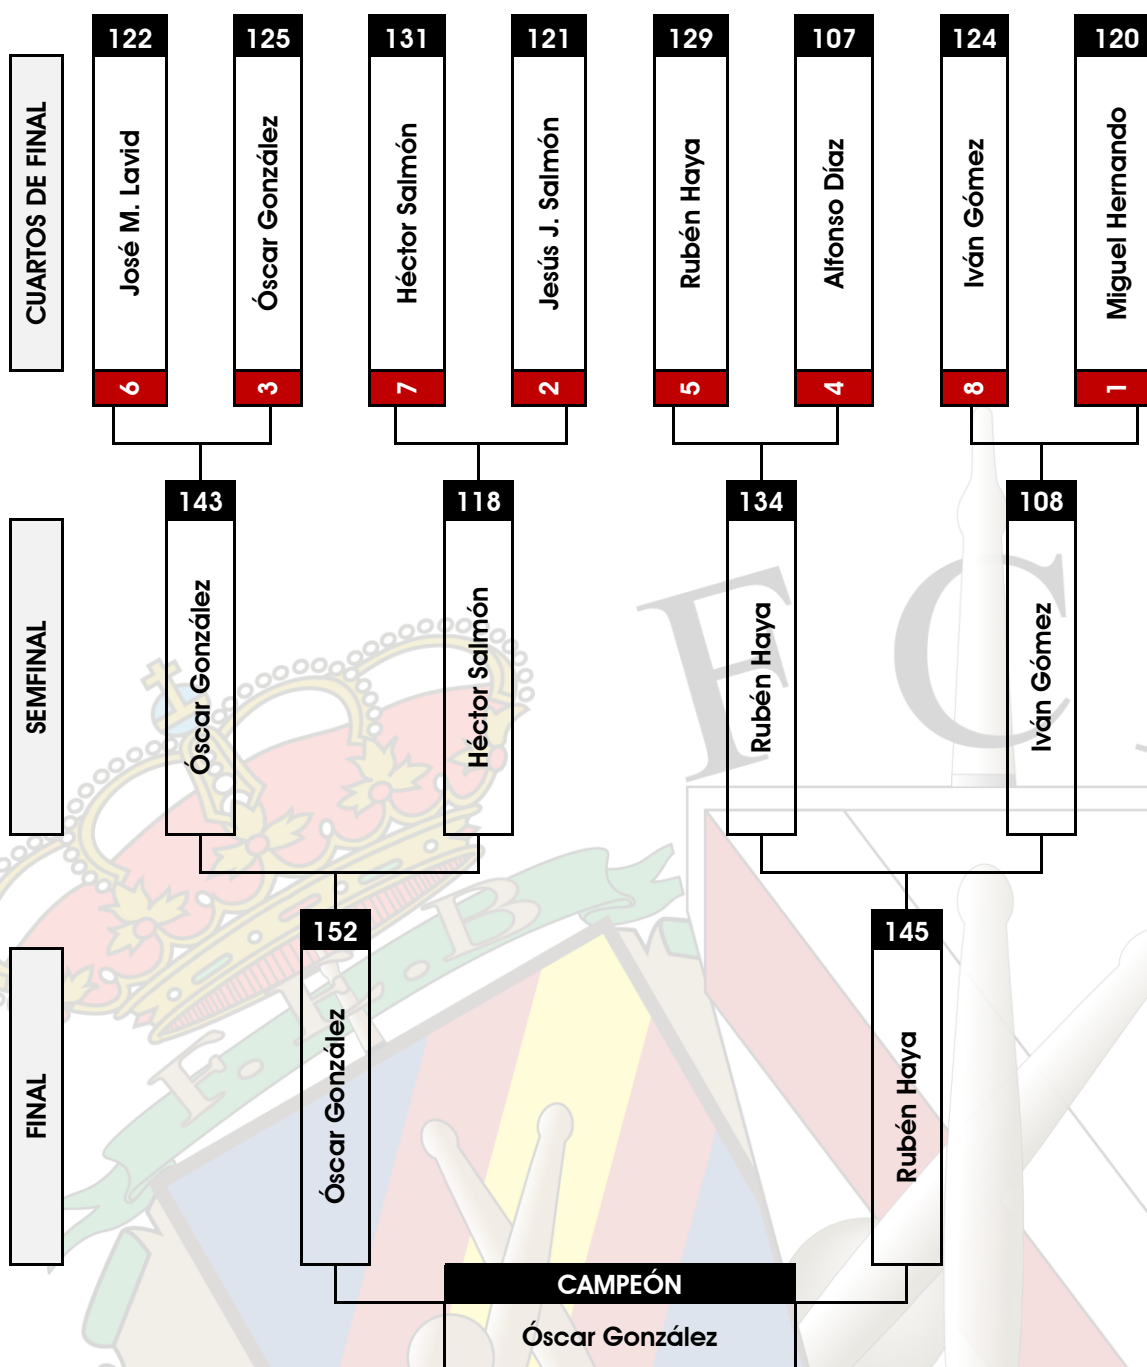 122 125 131 121 129 107 124 120
CUARTOS DE FINAL
José M. Lavid
Óscar González
Héctor Salmón
Jesús J. Salmón
Rubén Haya
Alfonso Díaz
Iván Gómez
Miguel Hernando
6 3 7 2 5 4 8 1
143 118 134 108
SEMFINAL
Óscar González
Héctor Salmón
Rubén Haya
Iván Gómez
F C
F.E.B
152 145
FINAL
Óscar González
Rubén Haya
CAMPEÓN
Óscar González